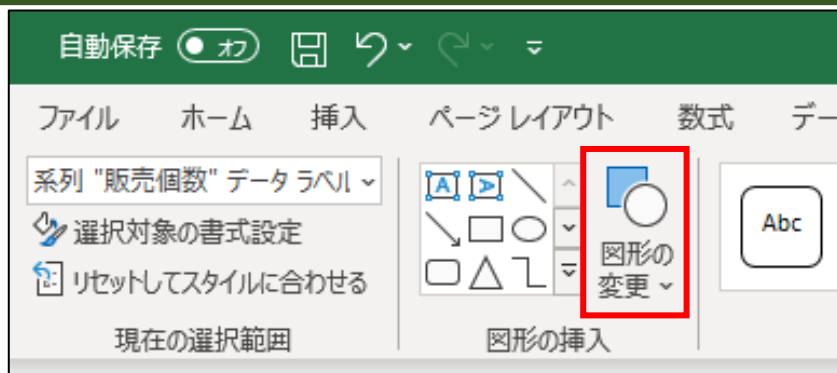 自動保存 オフ
ファイル ホーム 挿入 ページ レイアウト 数式 デー
系列 "販売個数" データ ラベル
選択対象の書式設定
リセットしてスタイルに合わせる
現在の選択範囲
A A
図形の
変更
図形の挿入
Abc